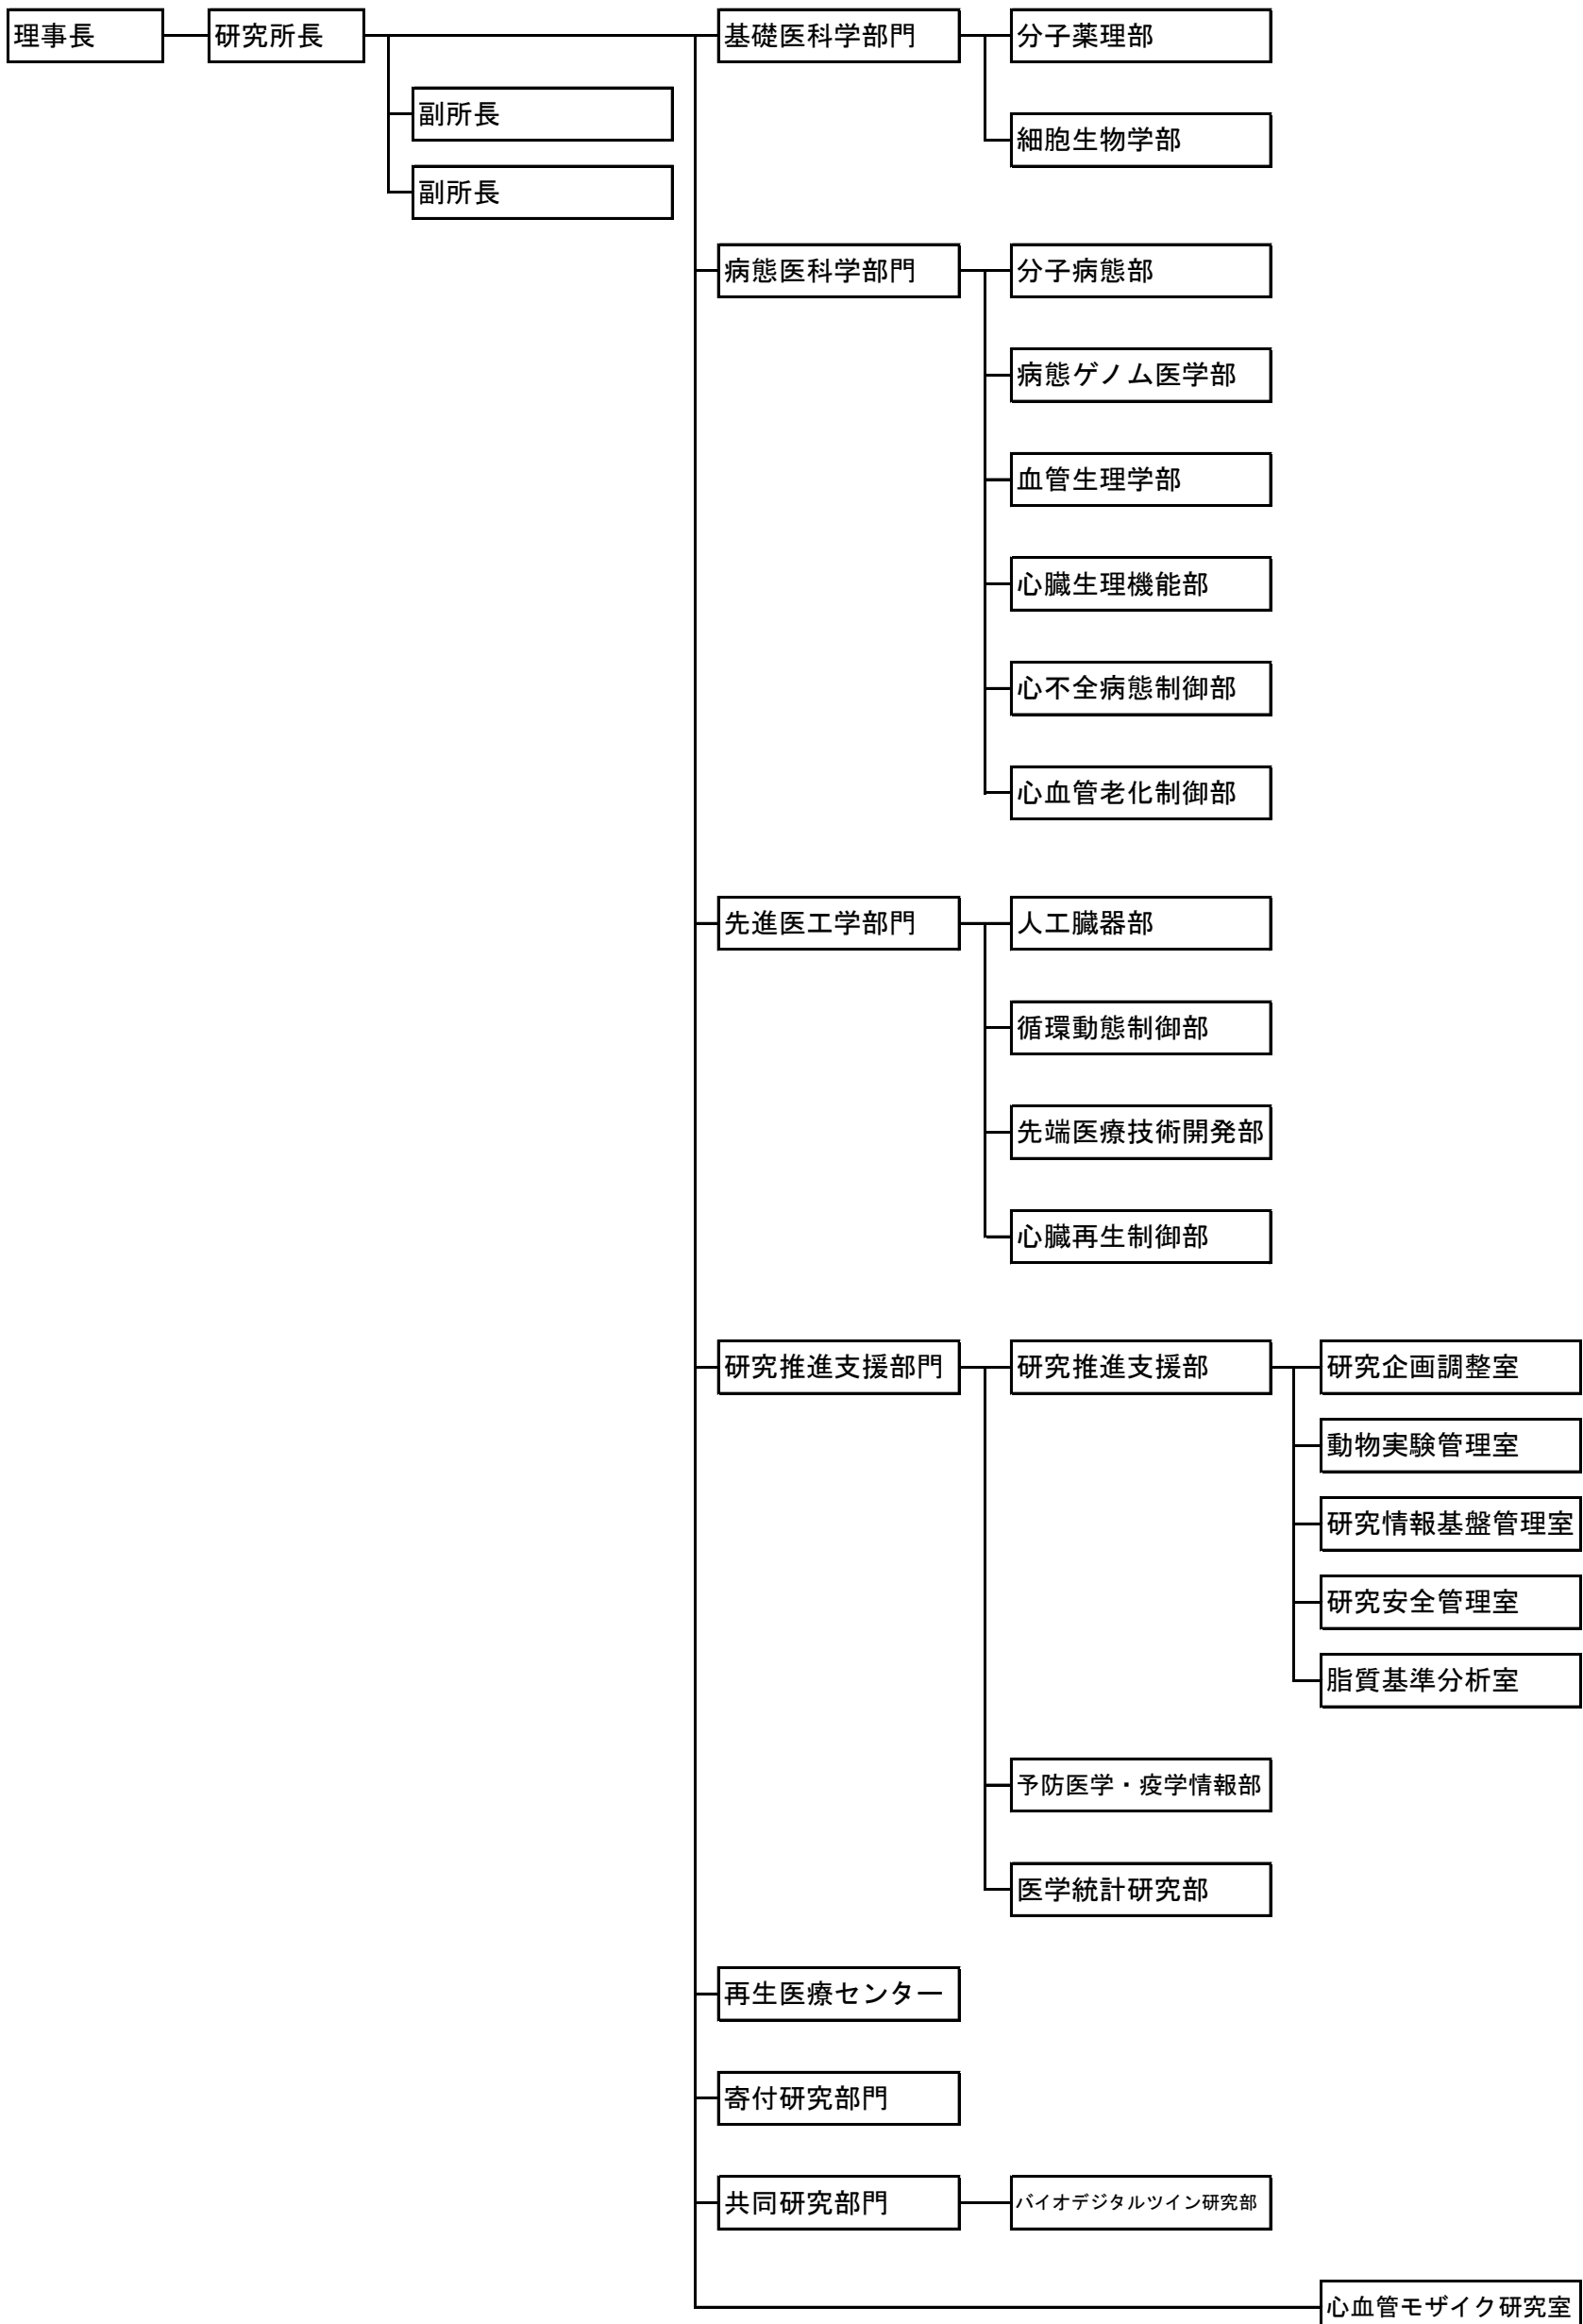 理事長
研究所長
副所長
副所長
基礎医科学部門
分子薬理部
細胞生物学部
病態医科学部門
分子病態部
病態ゲノム医学部
血管生理学部
心臓生理機能部
心不全病態制御部
心血管老化制御部
先進医工学部門
人工臓器部
循環動態制御部
先端医療技術開発部
心臓再生制御部
研究推進支援部門
研究推進支援部
研究企画調整室
動物実験管理室
研究情報基盤管理室
研究安全管理室
脂質基準分析室
予防医学・疫学情報部
医学統計研究部
再生医療センター
寄付研究部門
共同研究部門
バイオデジタルツイン研究部
心血管モザイク研究室